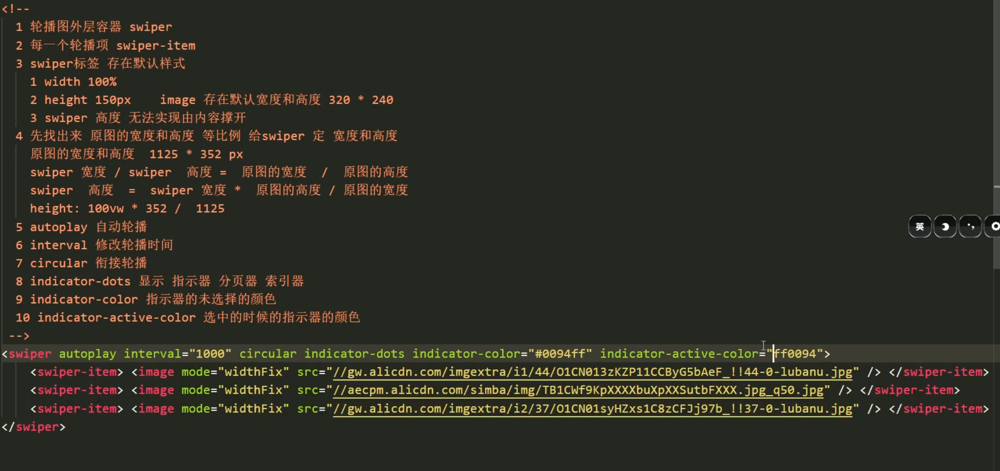 <!--
1 轮播图外层容器 swiper
2 每一个轮播项 swiper-item
3 swiper标签 存在默认样式
1 width 100%
2 height 150px    image 存在默认宽度和高度 320 * 240
3 swiper 高度 无法实现由内容撑开
4 先找出来 原图的宽度和高度 等比例 给swiper 定 宽度和高度
原图的宽度和高度  1125 * 352 px
swiper 宽度 / swiper  高度 =  原图的宽度  /  原图的高度
swiper  高度  =  swiper 宽度 *  原图的高度 / 原图的宽度
height: 100vw * 352 /  1125
5 autoplay 自动轮播
6 interval 修改轮播时间
7 circular 衔接轮播
8 indicator-dots 显示 指示器 分页器 索引器
9 indicator-color 指示器的未选择的颜色
10 indicator-active-color 选中的时候的指示器的颜色
-->
<swiper autoplay interval="1000" circular indicator-dots indicator-color="#0094ff" indicator-active-color="ff0094">
<swiper-item> <image mode="widthFix" src="//gw.alicdn.com/imgextra/i1/44/O1CN013zKZP11CCByG5bAeF_!!44-0-lubanu.jpg" /> </swiper-item>
<swiper-item> <image mode="widthFix" src="//aecpm.alicdn.com/simba/img/TB1CWf9KpXXXXbuXpXXSutbFXXX.jpg_q50.jpg" /> </swiper-item>
<swiper-item> <image mode="widthFix" src="//gw.alicdn.com/imgextra/i2/37/O1CN01syHZxs1C8zCFJj97b_!!37-0-lubanu.jpg" /> </swiper-item>
</swiper>
英